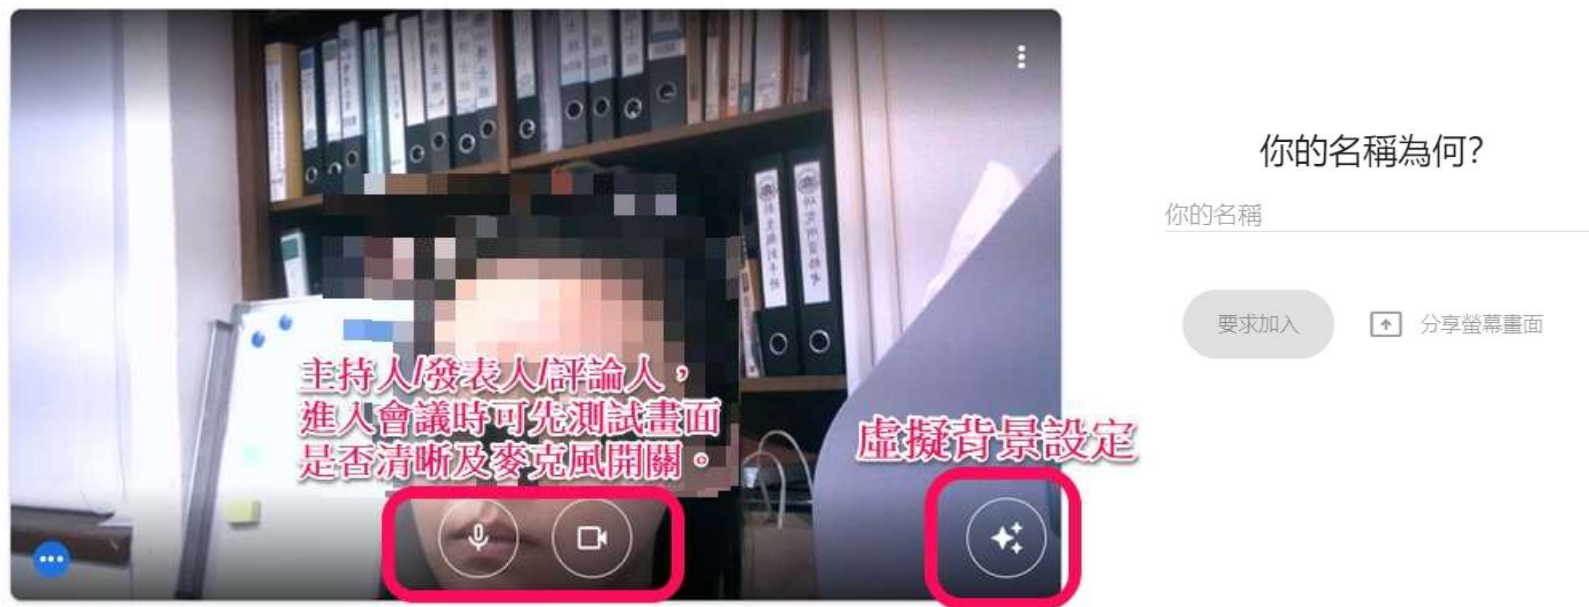 主持人/發表人/評論人，
進入會議時可先測試畫面
是否清晰及麥克風開關。
虛擬背景設定
你的名稱為何?
你的名稱
要求加入
分享螢幕畫面